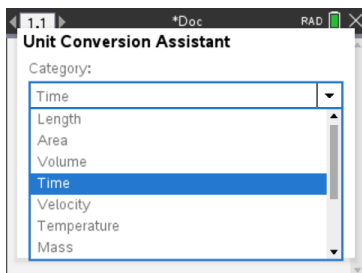 1.1 *Doc RAD
Unit Conversion Assistant
Category:
Time
Length
Area
Volume
Time
Velocity
Temperature
Mass